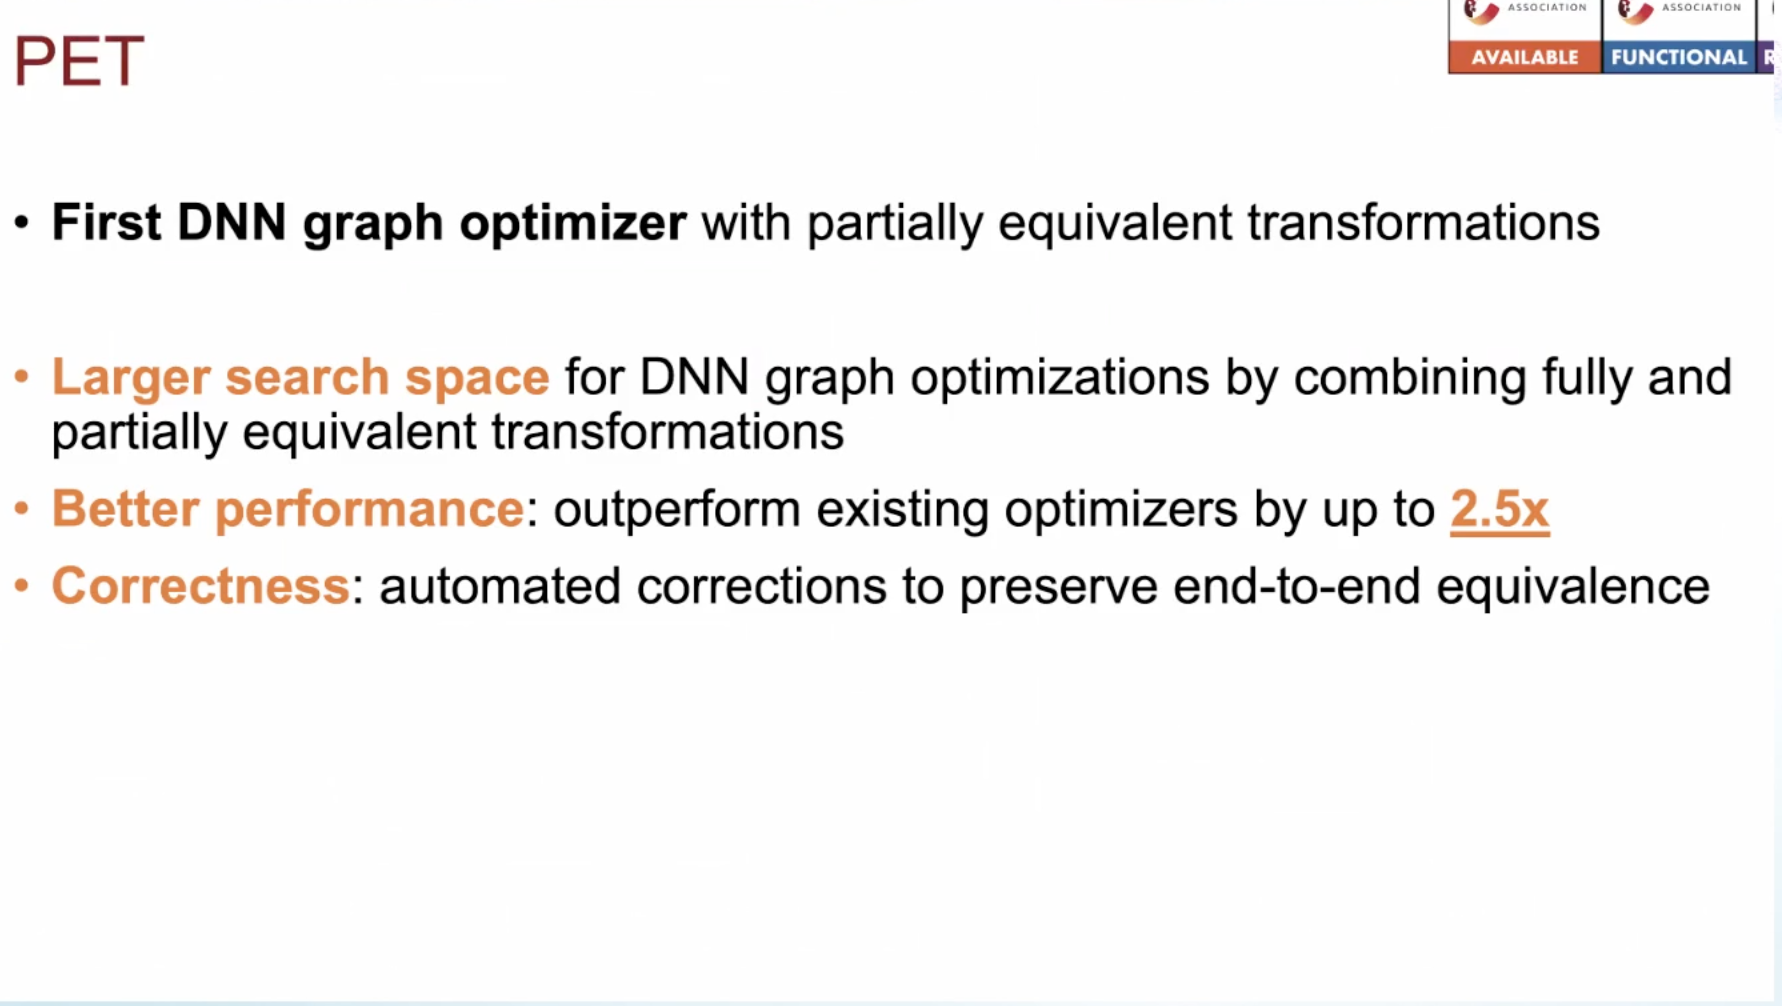 PET
ASSOCIATION
ASSOCIATION
AVAILABLE
FUNCTIONAL
R
• First DNN graph optimizer with partially equivalent transformations
• Larger search space for DNN graph optimizations by combining fully and
partially equivalent transformations
• Better performance: outperform existing optimizers by up to 2.5x
• Correctness: automated corrections to preserve end-to-end equivalence